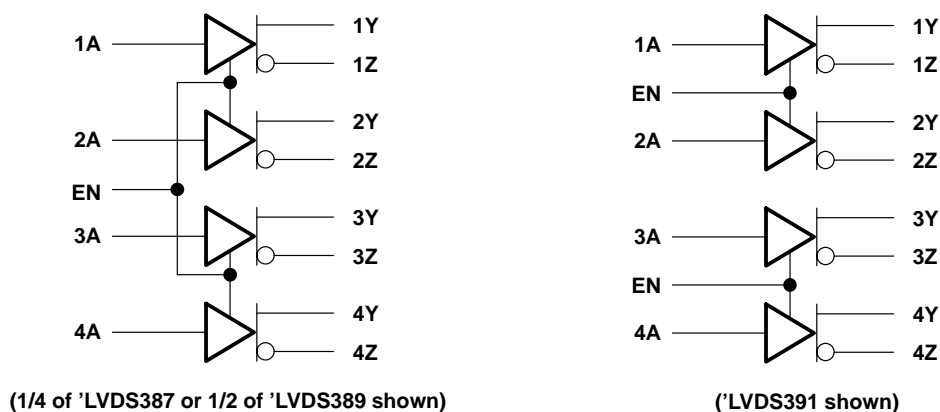 1A
1Y
1Z
2A
2Y
2Z
EN
3A
3Y
3Z
4A
4Y
4Z
(1/4 of ’LVDS387 or 1/2 of ’LVDS389 shown)
1A
1Y
1Z
EN
2A
2Y
2Z
3A
3Y
3Z
EN
4A
4Y
4Z
(’LVDS391 shown)